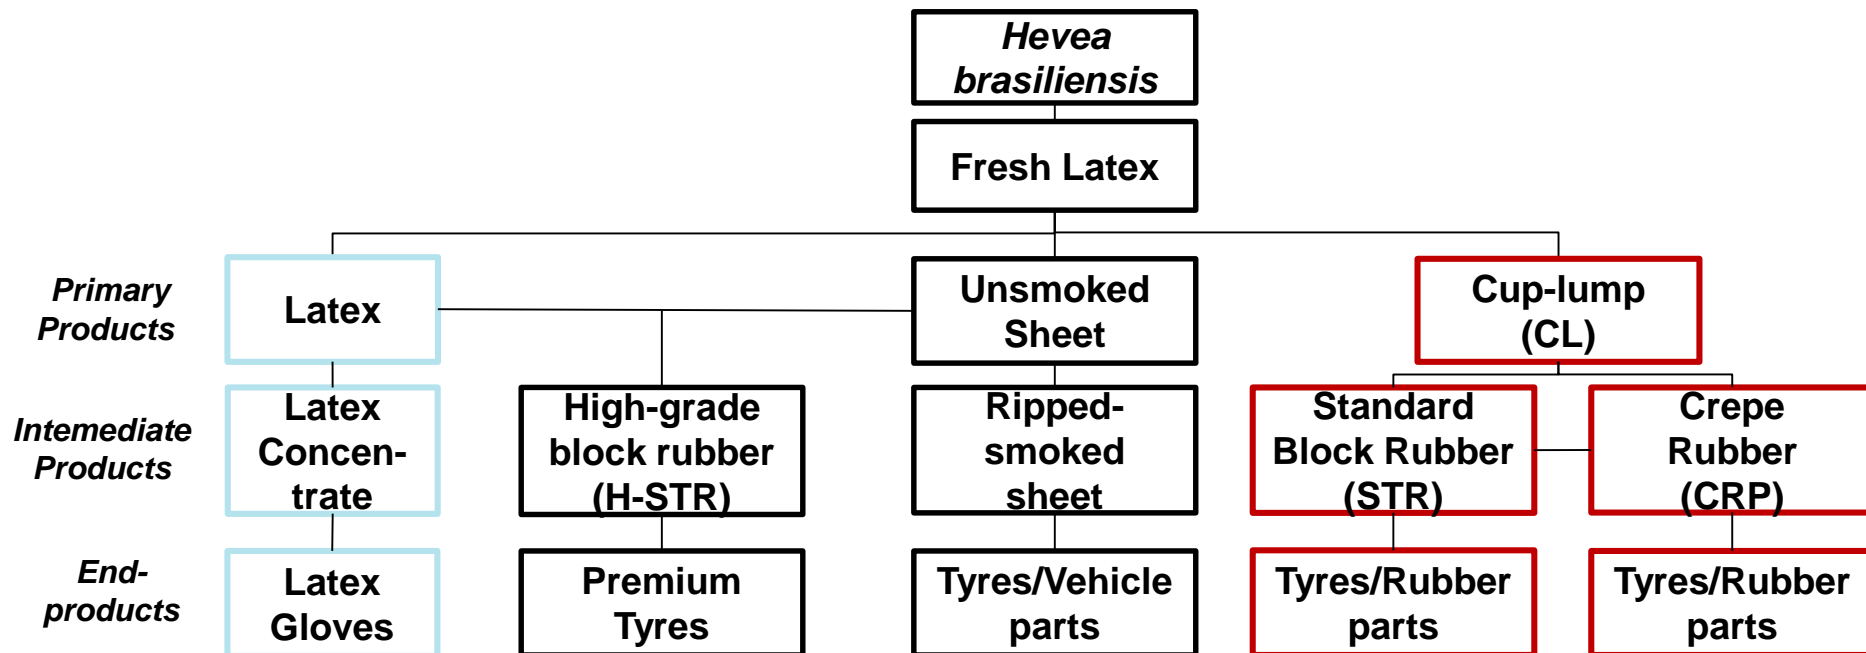 Hevea
brasiliensis
Fresh Latex
Primary
Products
Latex
Unsmoked
Sheet
Cup-lump
(CL)
Intemediate
Products
Latex
Concen-
trate
High-grade
block rubber
(H-STR)
Ripped-
smoked
sheet
Standard
Block Rubber
(STR)
Crepe
Rubber
(CRP)
End-
products
Latex
Gloves
Premium
Tyres
Tyres/Vehicle
parts
Tyres/Rubber
parts
Tyres/Rubber
parts